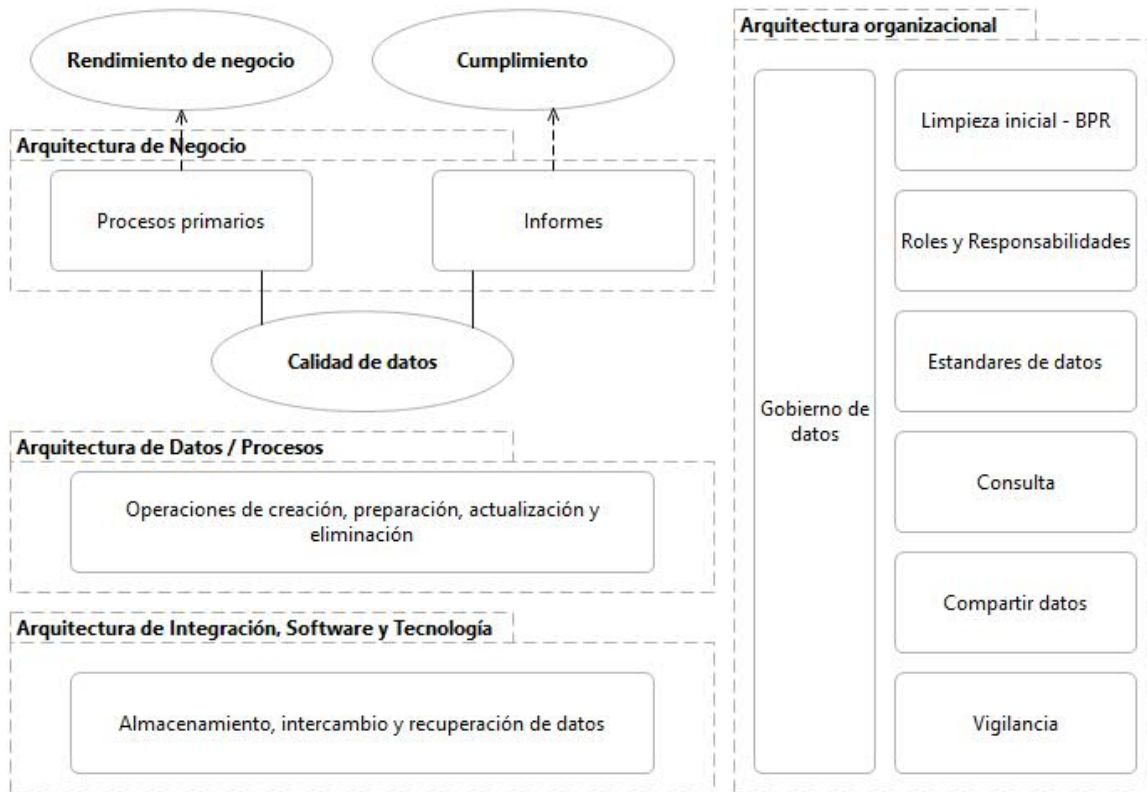 Rendimiento de negocio
Cumplimiento
Arquitectura de Negocio
Procesos primarios
Informes
Calidad de datos
Arquitectura de Datos / Procesos
Operaciones de creación, preparación, actualización y
eliminación
Arquitectura de Integración, Software y Tecnología
Almacenamiento, intercambio y recuperación de datos
Arquitectura organizacional
Gobierno de
datos
Limpieza inicial - BPR
Roles y Responsabilidades
Estandares de datos
Consulta
Compartir datos
Vigilancia